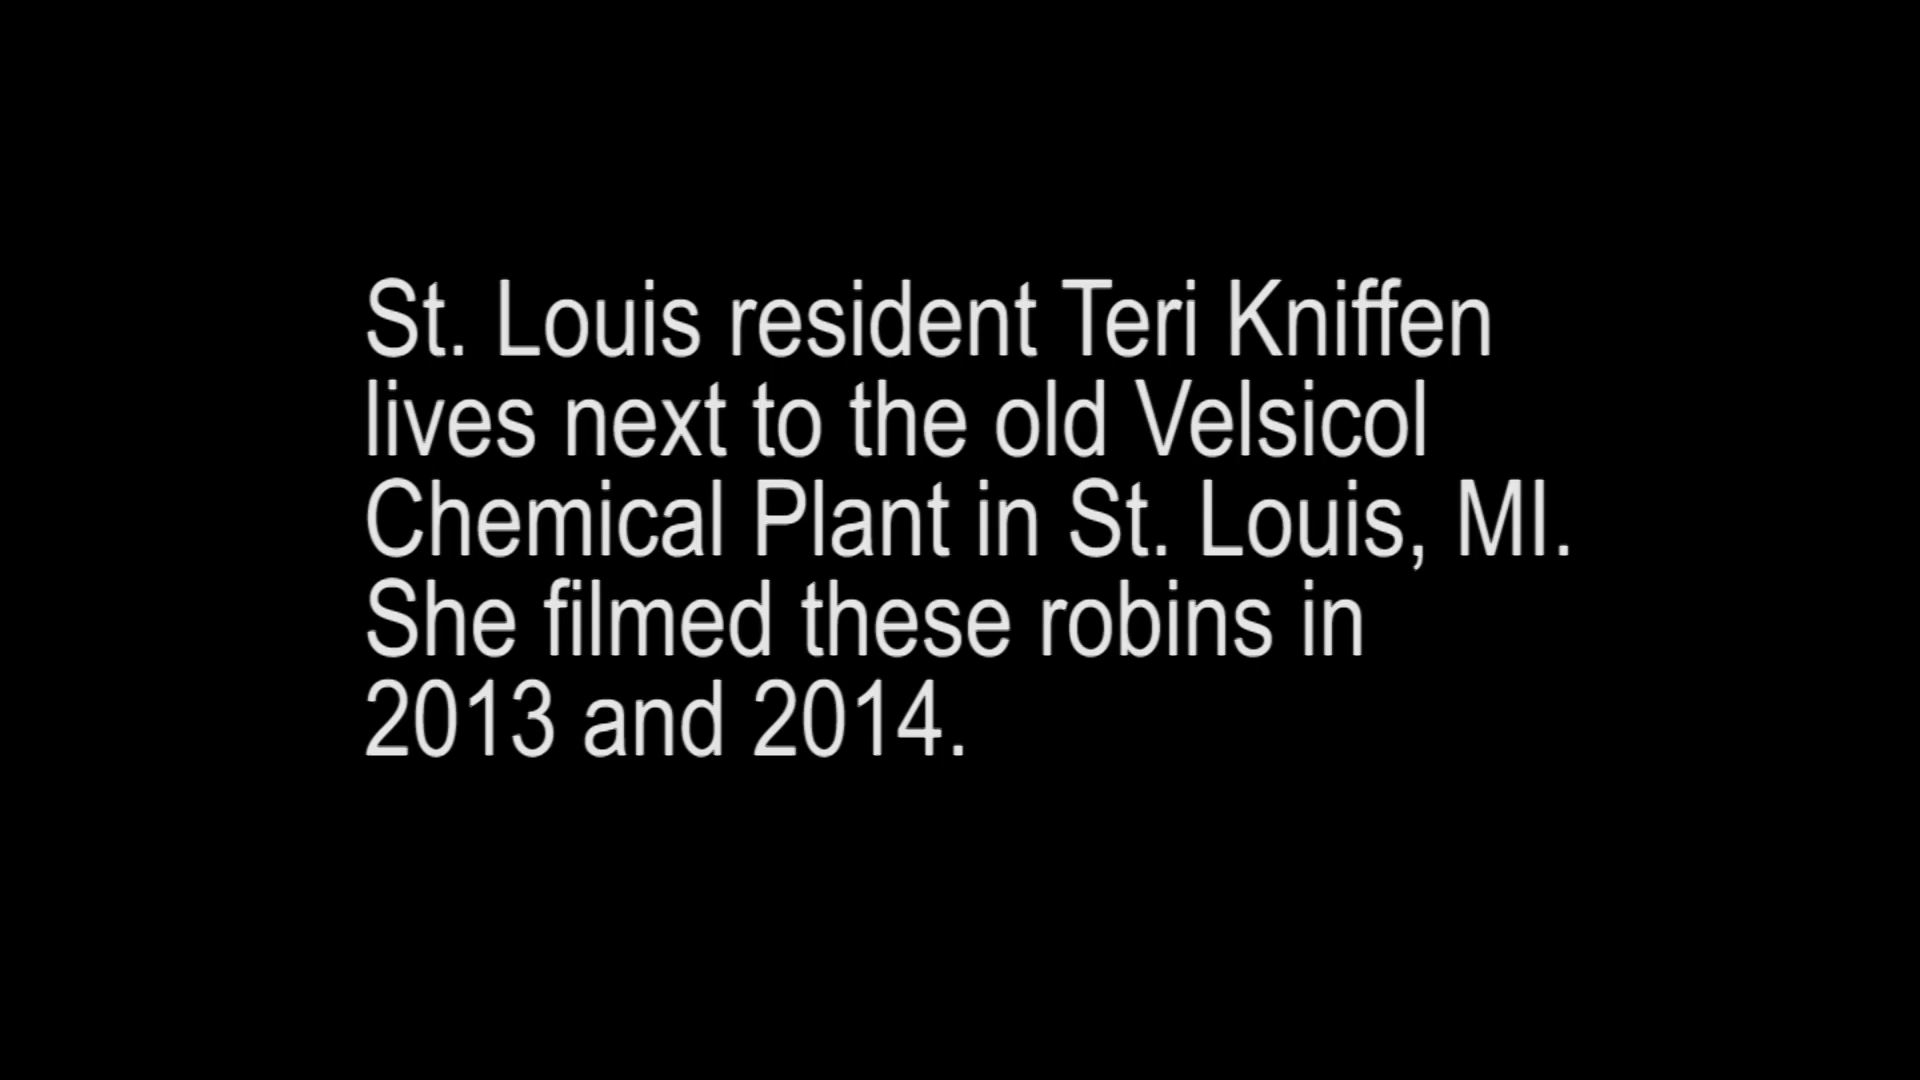 St. Louis resident Teri Kniffen
lives next to the old Velsicol
Chemical Plant in St. Louis, MI.
She filmed these robins in
2013 and 2014.